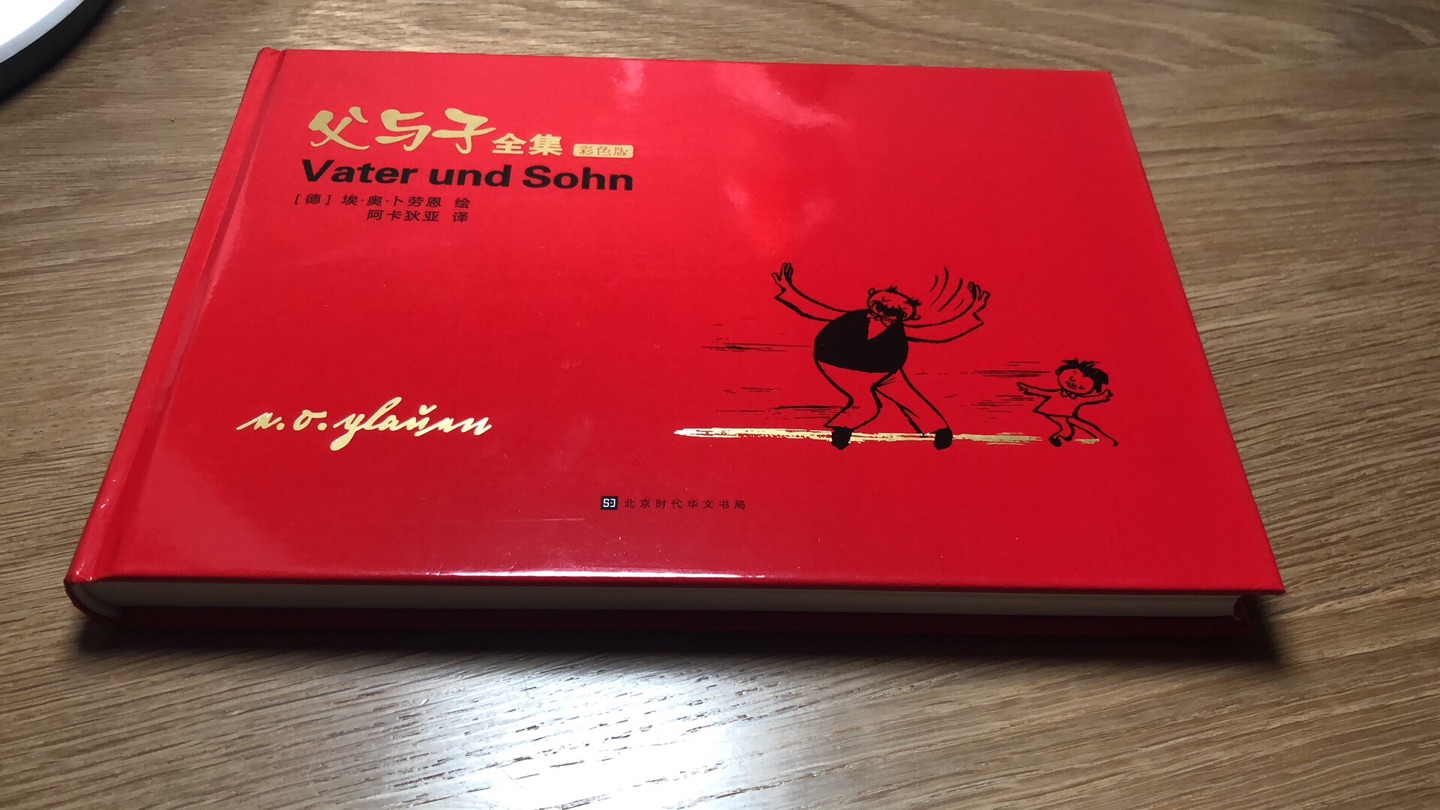 父与子全集 彩色版
Vater und Sohn
[德] 埃·奥·卜劳恩 绘
阿卡狄亚 译
e.o.plauen
北京时代华文书局